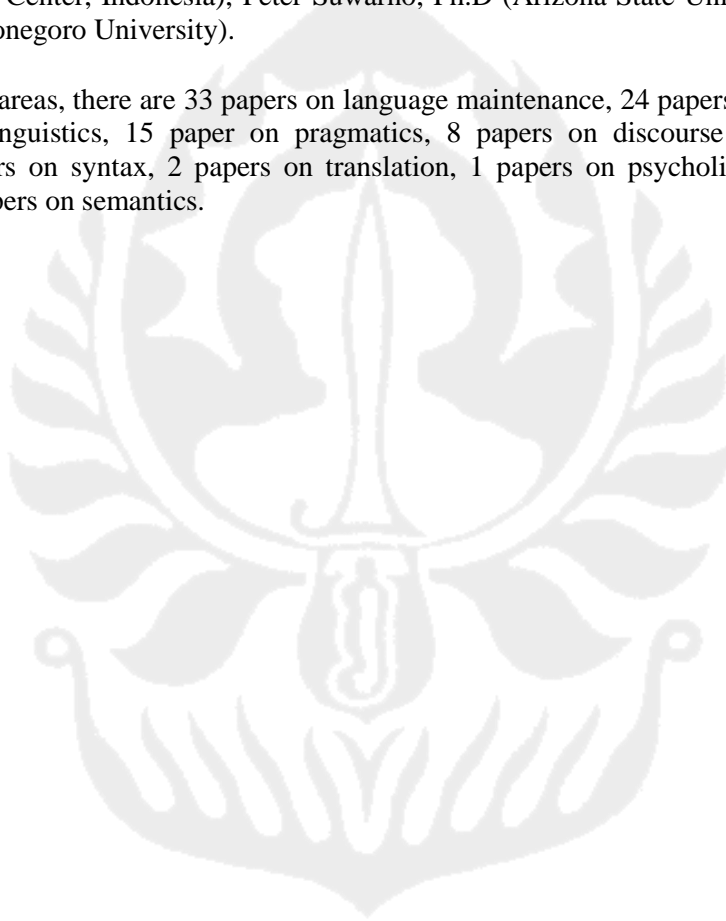 Center, Indonesia), Peter Suwarno, Ph.D (Arizona State Uni
onegoro University).
areas, there are 33 papers on language maintenance, 24 papers
nguistics, 15 paper on pragmatics, 8 papers on discourse
rs on syntax, 2 papers on translation, 1 papers on psycholi
pers on semantics.